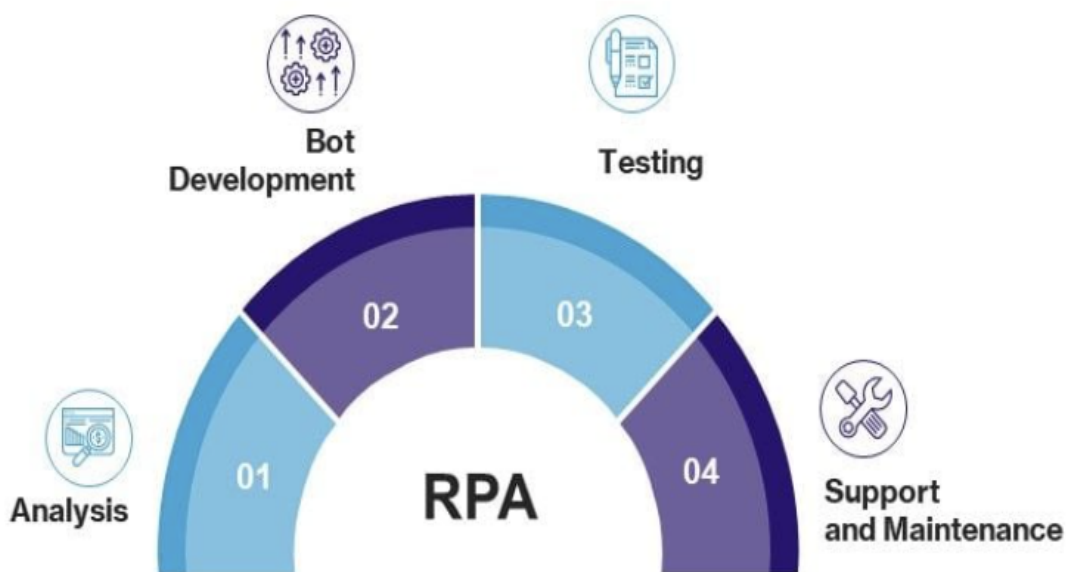 Bot
Development
Testing
02
03
01
04
RPA
Analysis
Support
and Maintenance